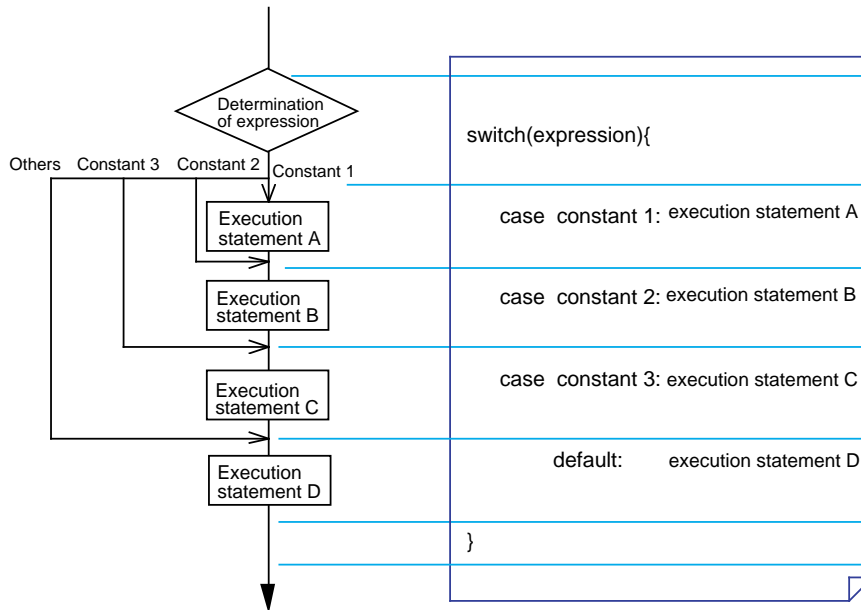 Determination
of expression
Others Constant 3 Constant 2 Constant 1
Execution
statement A
Execution
statement B
Execution
statement C
Execution
statement D
switch(expression){
case constant 1: execution statement A
case constant 2: execution statement B
case constant 3: execution statement C
default: execution statement D
}